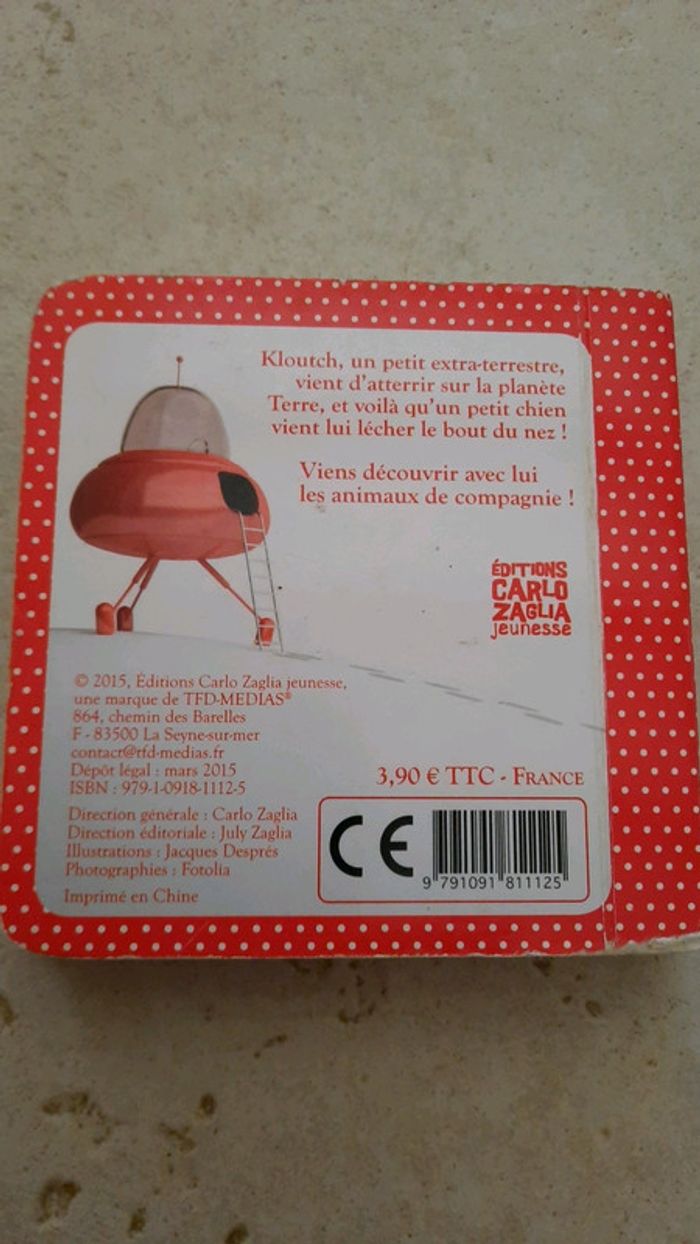 Kloutch, un petit extra-terrestre,
vient d'atterrir sur la planète
Terre, et voilà qu'un petit chien
vient lui lécher le bout du nez !
Viens découvrir avec lui
les animaux de compagnie !
ÉDITIONS
CARLO
ZAGLIA
jeunesse
© 2015, Éditions Carlo Zaglia jeunesse,
une marque de TFD-MEDIAS®
864, chemin des Barelles
F - 83500 La Seyne-sur-mer
contact@tfd-medias.fr
Dépôt légal : mars 2015
ISBN : 979-1-0918-1112-5
Direction générale : Carlo Zaglia
Direction éditoriale : July Zaglia
Illustrations : Jacques Després
Photographies : Fotolia
Imprimé en Chine
3,90 € TTC - FRANCE
CE
9 791091 811125